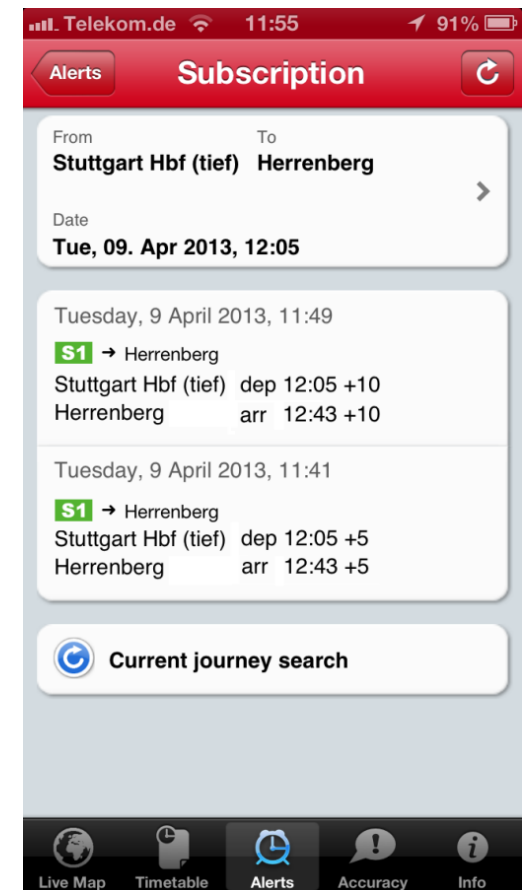 Telekom.de 11:55 91%
Alerts Subscription
From To
Stuttgart Hbf (tief) Herrenberg
Date
Tue, 09. Apr 2013, 12:05
Tuesday, 9 April 2013, 11:49
S1 → Herrenberg
Stuttgart Hbf (tief) dep 12:05 +10
Herrenberg arr 12:43 +10
Tuesday, 9 April 2013, 11:41
S1 → Herrenberg
Stuttgart Hbf (tief) dep 12:05 +5
Herrenberg arr 12:43 +5
Current journey search
Live Map Timetable Alerts Accuracy Info